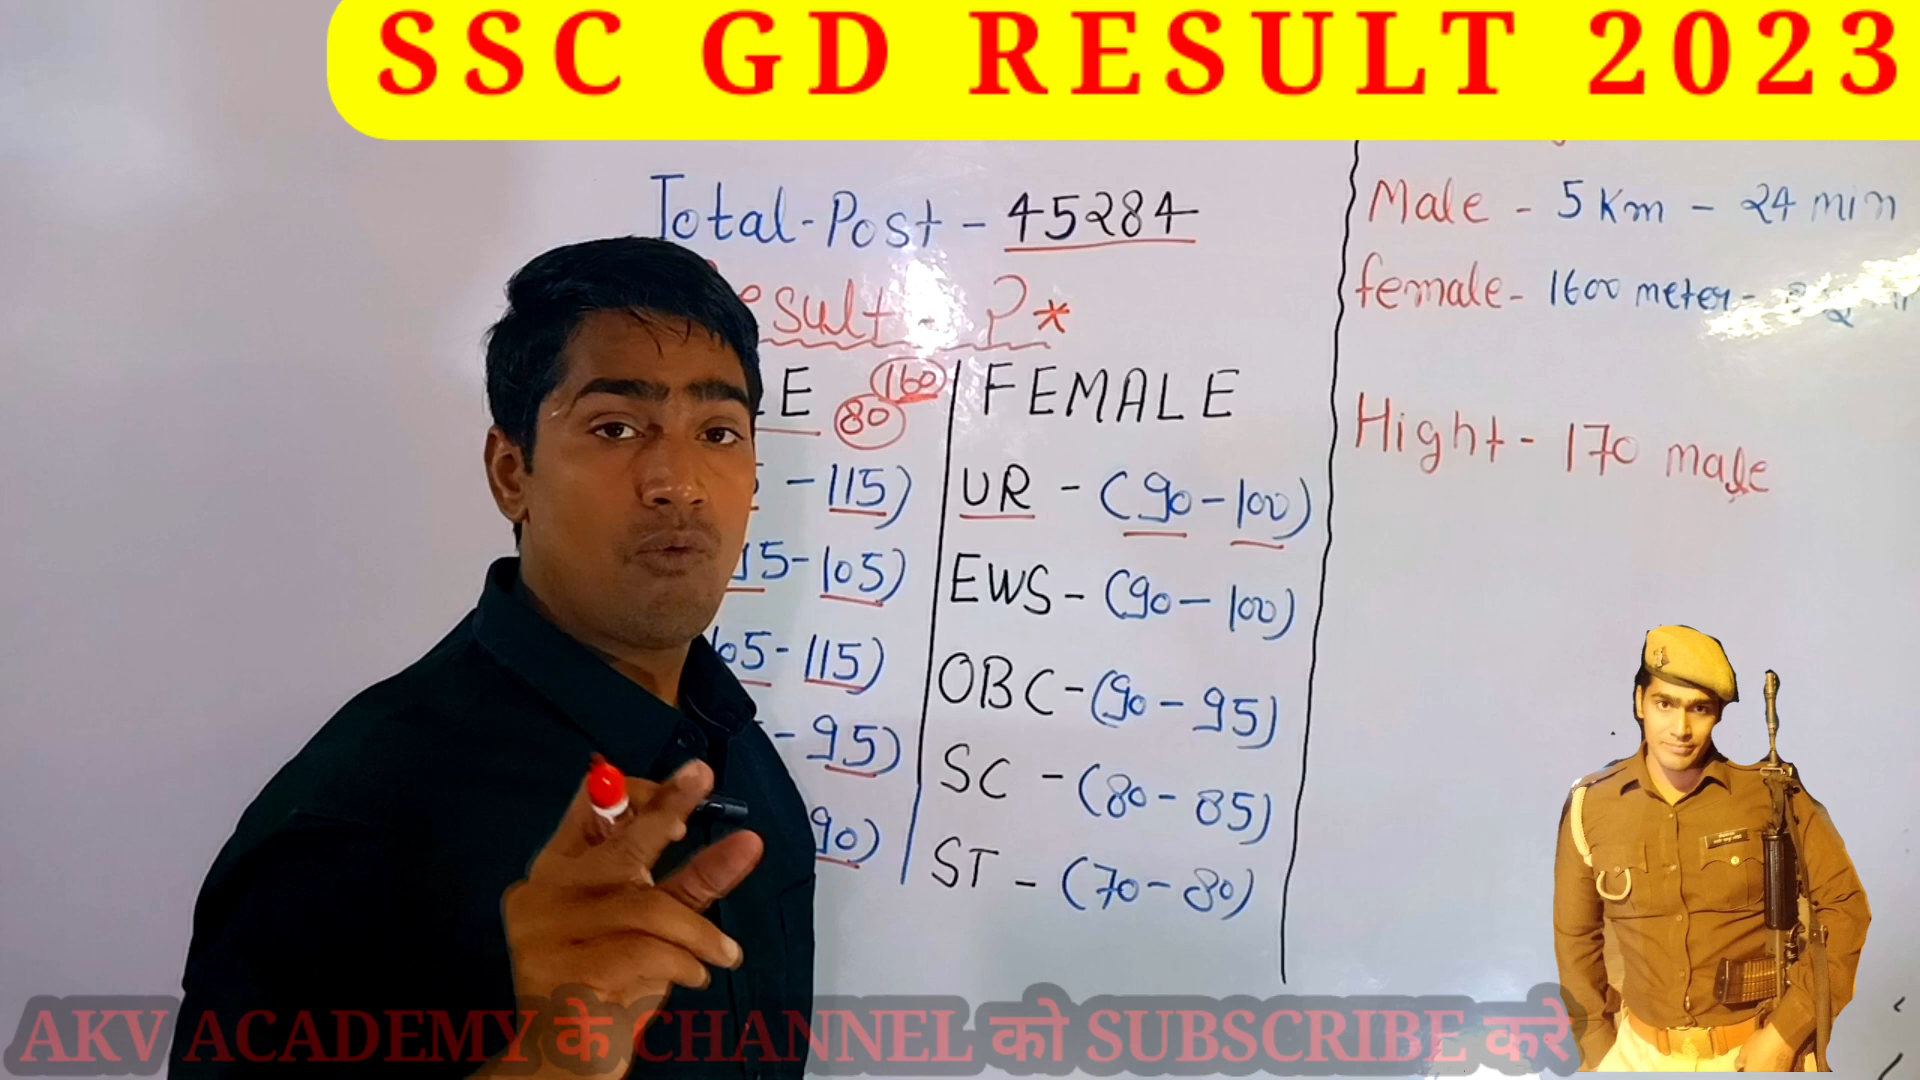 SSC GD RESULT 2023
Total-Post - 45284
esult - ? *
E 80 160
- 115)
15-105)
105-115)
-95)
90)
FEMALE
UR - (90-100)
EWS - (90-100)
OBC - (90-95)
SC - (80-85)
ST - (70-80)
Male - 5 Km - 24 min
female - 1600 meter -
Hight - 170 male
AKV ACADEMY के CHANNEL को SUBSCRIBE करे